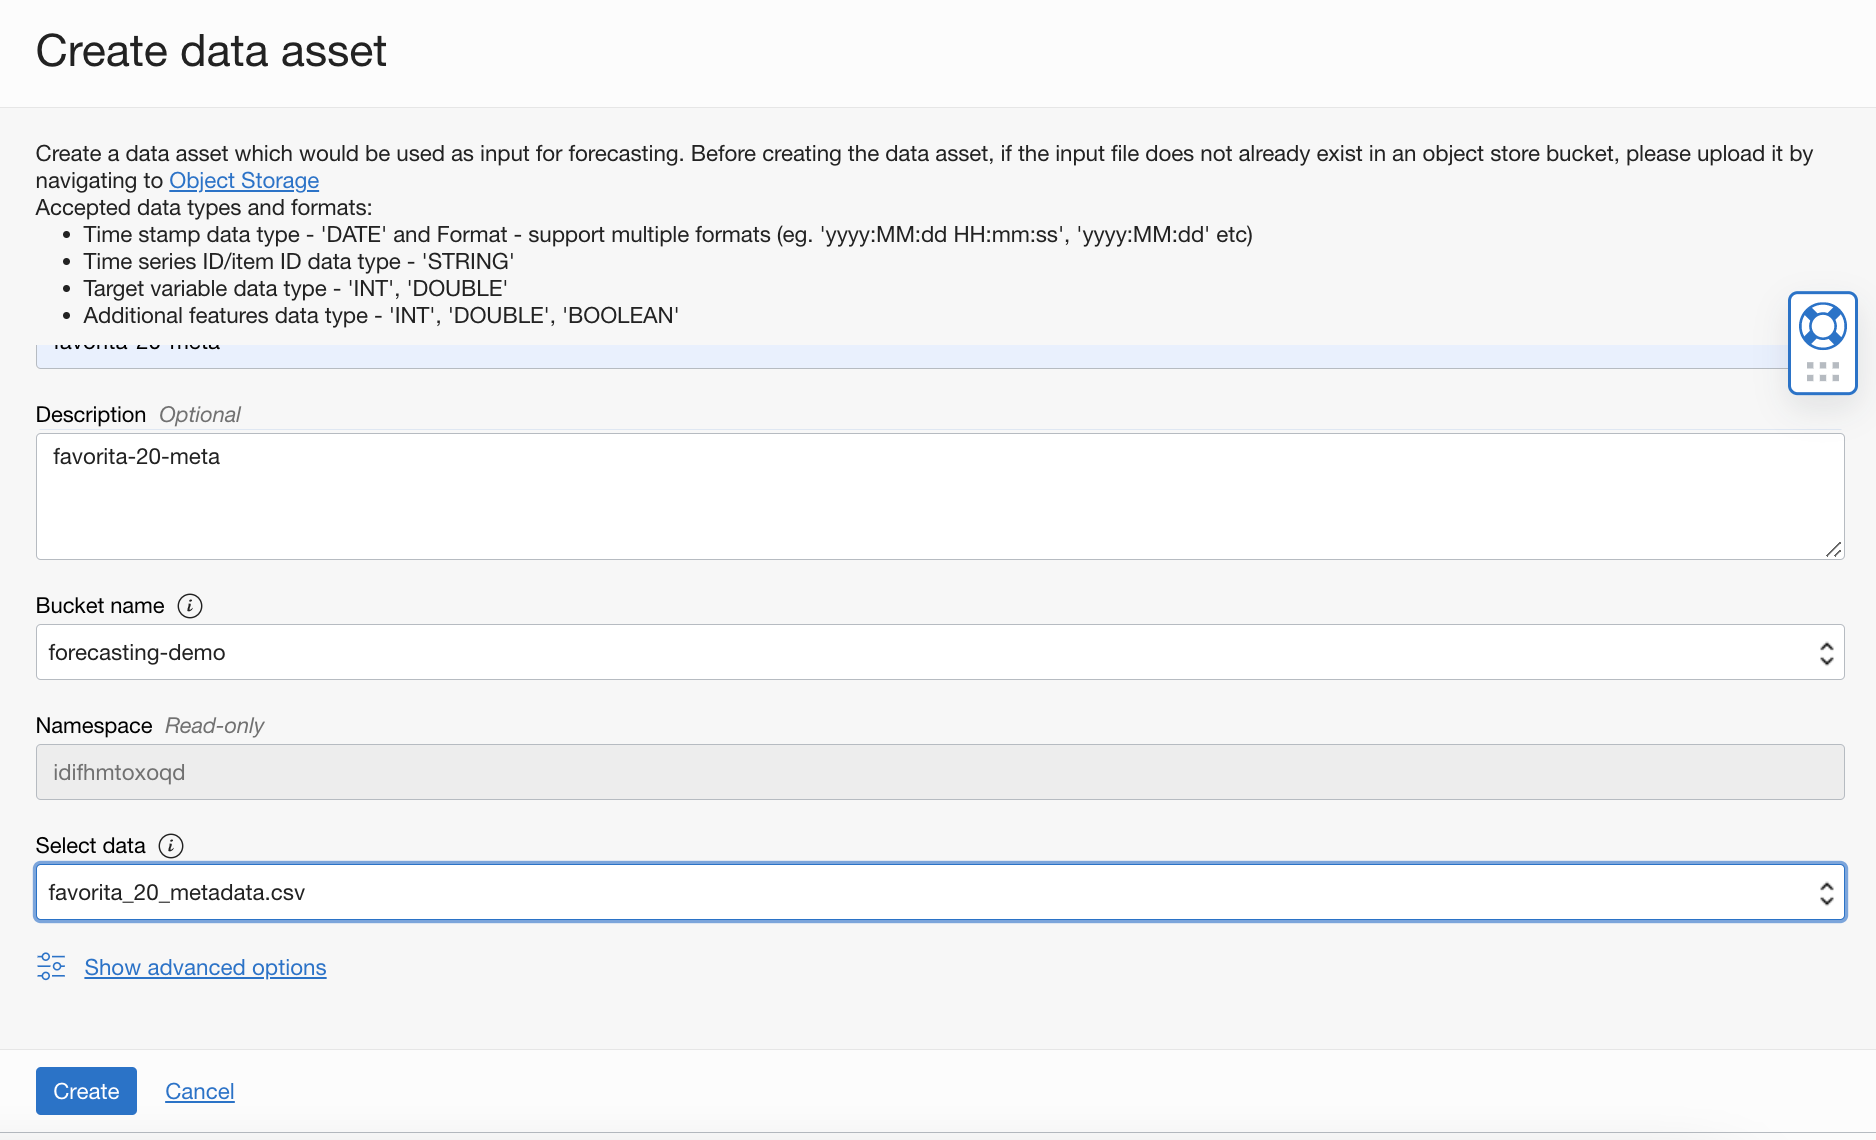 Create data asset
Create a data asset which would be used as input for forecasting. Before creating the data asset, if the input file does not already exist in an object store bucket, please upload it by
navigating to Object Storage
Accepted data types and formats:
• Time stamp data type - 'DATE' and Format - support multiple formats (eg. 'yyyy:MM:dd HH:mm:ss', 'yyyy:MM:dd' etc)
• Time series ID/item ID data type - 'STRING'
• Target variable data type - 'INT', 'DOUBLE'
• Additional features data type - 'INT', 'DOUBLE', 'BOOLEAN'
favorita-20-meta
Description Optional
favorita-20-meta
Bucket name i
forecasting-demo
Namespace Read-only
idifhmtoxoqd
Select data i
favorita_20_metadata.csv
Show advanced options
Create Cancel